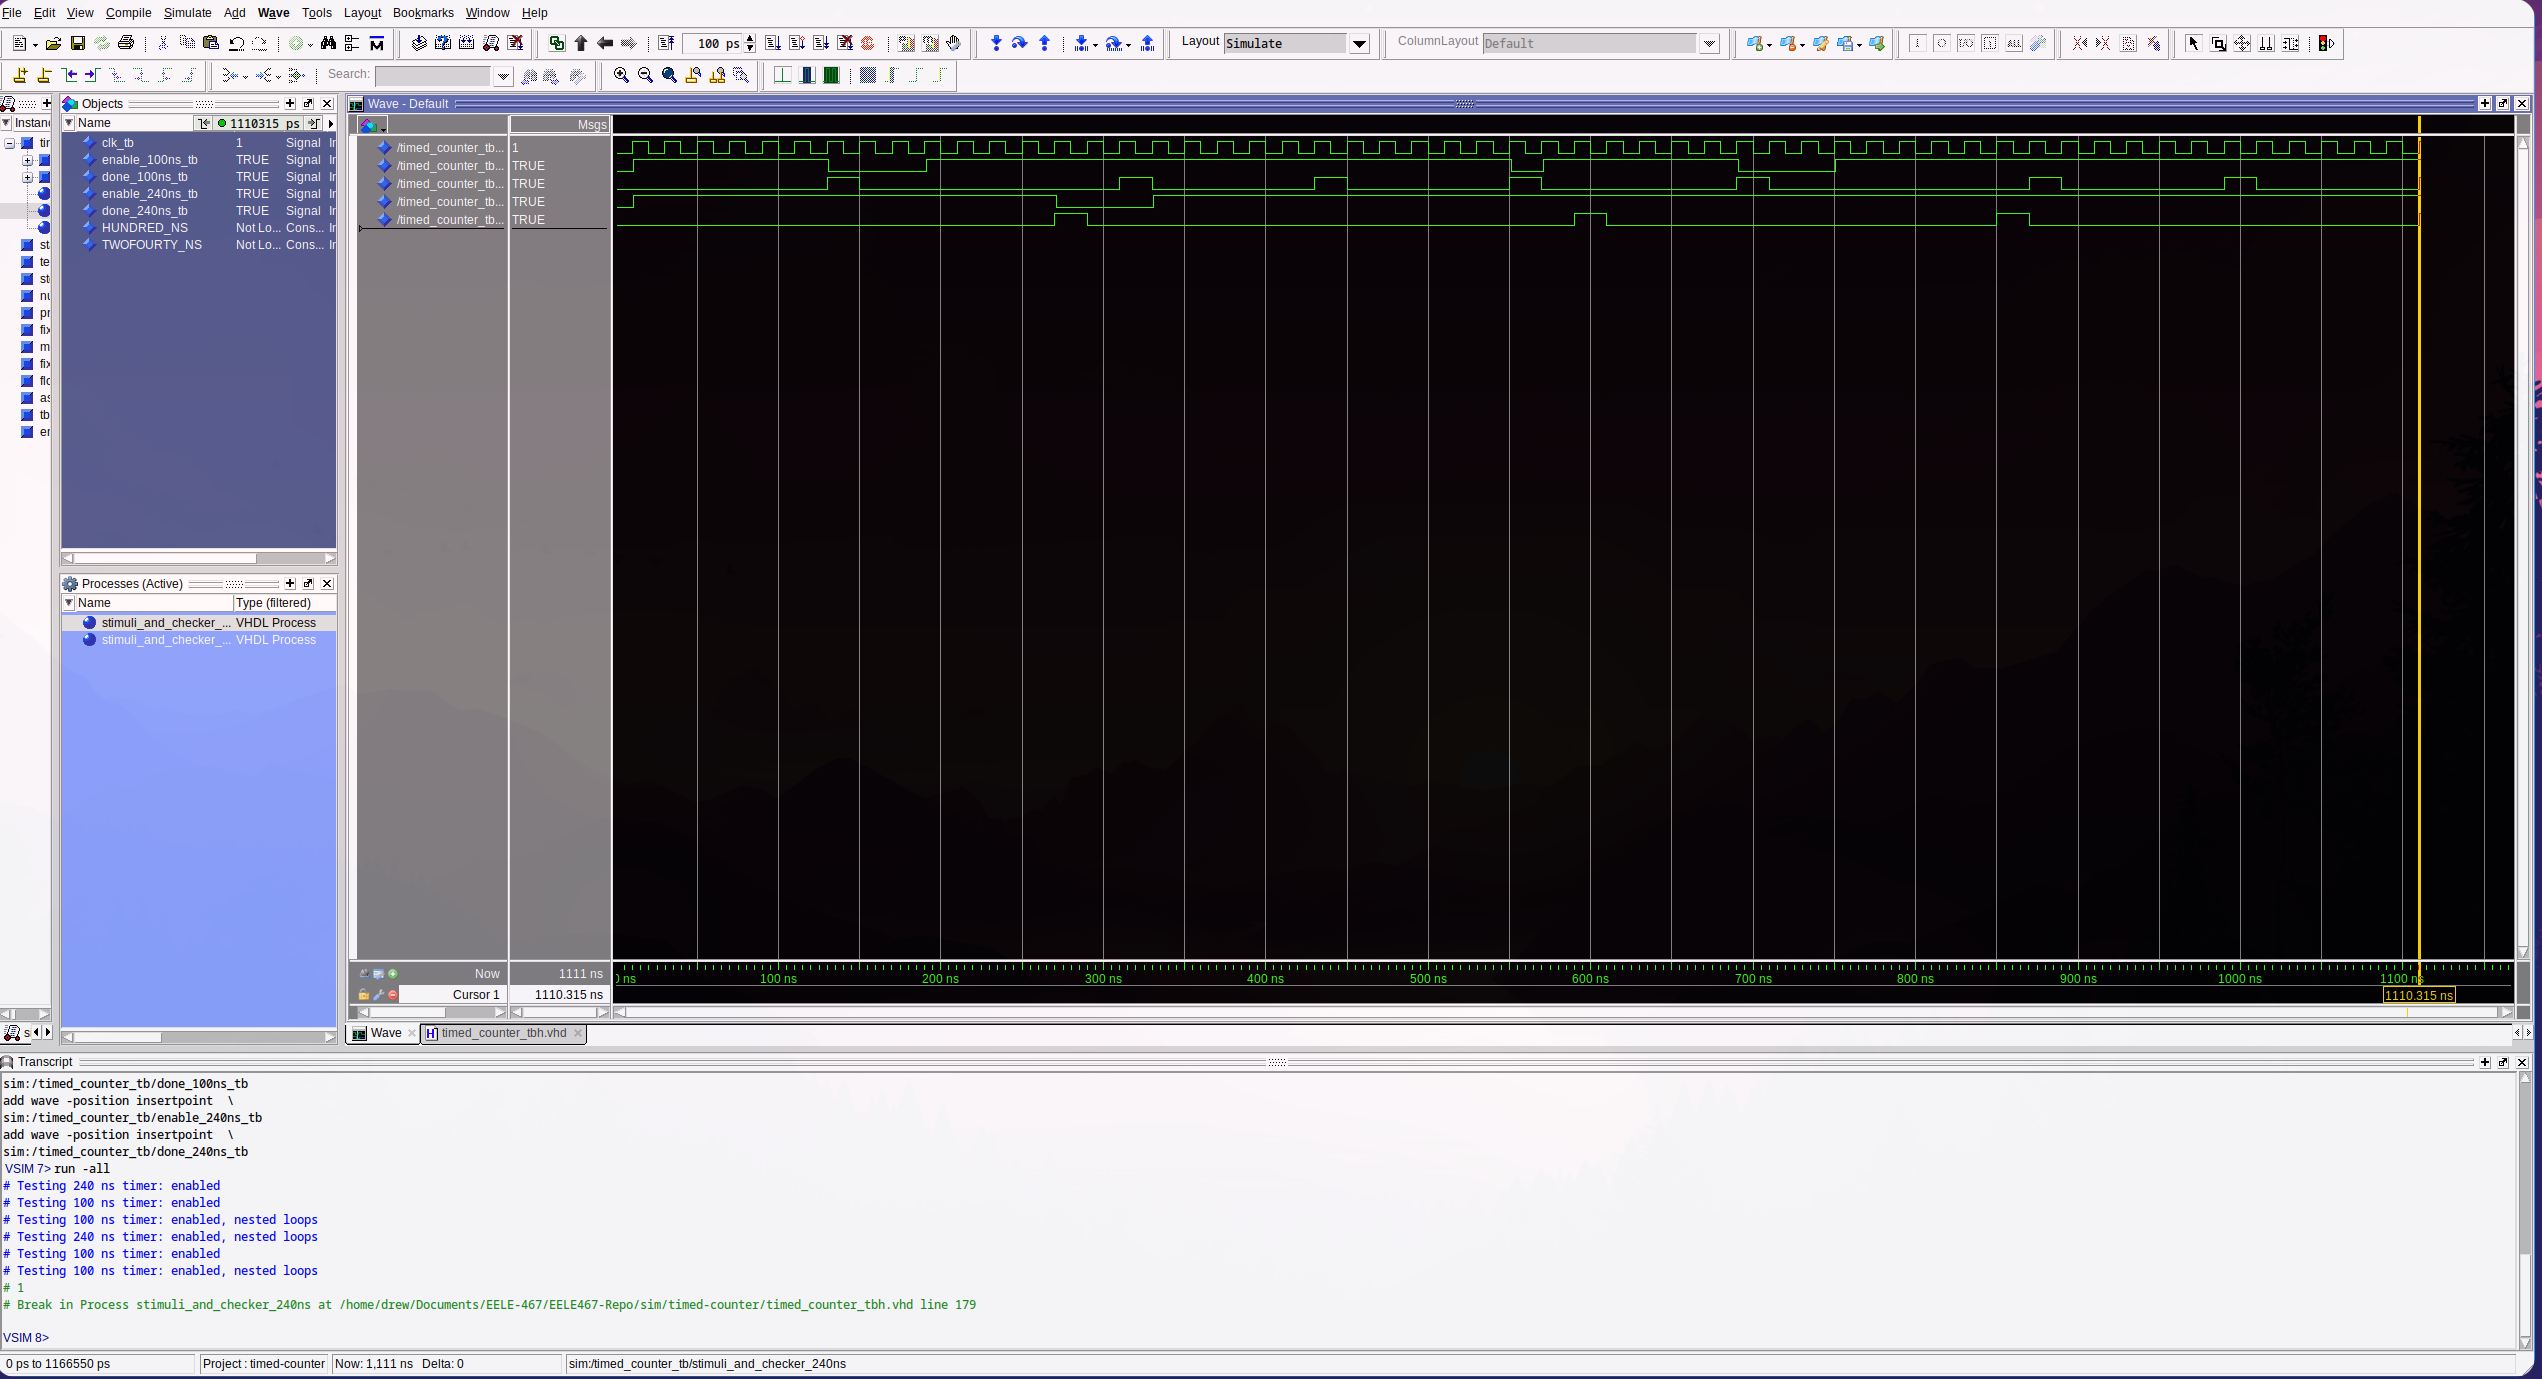 File Edit View Compile Simulate Add Wave Tools Layout Bookmarks Window Help
100 ps Layout Simulate ColumnLayout Default
Search:
Instanc
Objects
Name 1110315 ps
clk_tb 1 Signal Ir
enable_100ns_tb TRUE Signal Ir
done_100ns_tb TRUE Signal Ir
enable_240ns_tb TRUE Signal Ir
done_240ns_tb TRUE Signal Ir
HUNDRED_NS Not Lo... Cons... Ir
TWOFOURTY_NS Not Lo... Cons... Ir
tir
st
te
st
nu
pr
fix
m
fix
flo
as
tb
er
Processes (Active)
Name Type (filtered)
stimuli_and_checker_... VHDL Process
stimuli_and_checker_... VHDL Process
Wave - Default
Msgs
/timed_counter_tb... 1
/timed_counter_tb... TRUE
/timed_counter_tb... TRUE
/timed_counter_tb... TRUE
/timed_counter_tb... TRUE
Now 1111 ns
0 ns 100 ns 200 ns 300 ns 400 ns 500 ns 600 ns 700 ns 800 ns 900 ns 1000 ns 1100 ns
Cursor 1 1110.315 ns
1110.315 ns
Wave timed_counter_tbh.vhd
Transcript
sim:/timed_counter_tb/done_100ns_tb
add wave -position insertpoint \
sim:/timed_counter_tb/enable_240ns_tb
add wave -position insertpoint \
sim:/timed_counter_tb/done_240ns_tb
VSIM 7> run -all
# Testing 240 ns timer: enabled
# Testing 100 ns timer: enabled
# Testing 100 ns timer: enabled, nested loops
# Testing 240 ns timer: enabled, nested loops
# Testing 100 ns timer: enabled
# Testing 100 ns timer: enabled, nested loops
# 1
# Break in Process stimuli_and_checker_240ns at /home/drew/Documents/EELE-467/EELE467-Repo/sim/timed-counter/timed_counter_tbh.vhd line 179
VSIM 8>
0 ps to 1166550 ps Project : timed-counter Now: 1,111 ns Delta: 0 sim:/timed_counter_tb/stimuli_and_checker_240ns